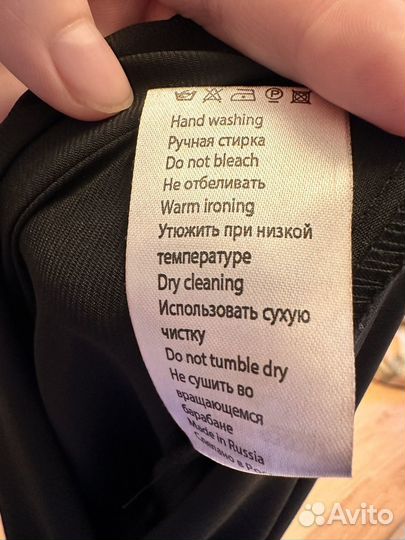 Hand washing
Ручная стирка
Do not bleach
Не отбеливать
Warm ironing
Утюжить при низкой
температуре
Dry cleaning
Использовать сухую
чистку
Do not tumble dry
Не сушить во
вращающемся
барабане
Made in Russia
Сделано в
Avito